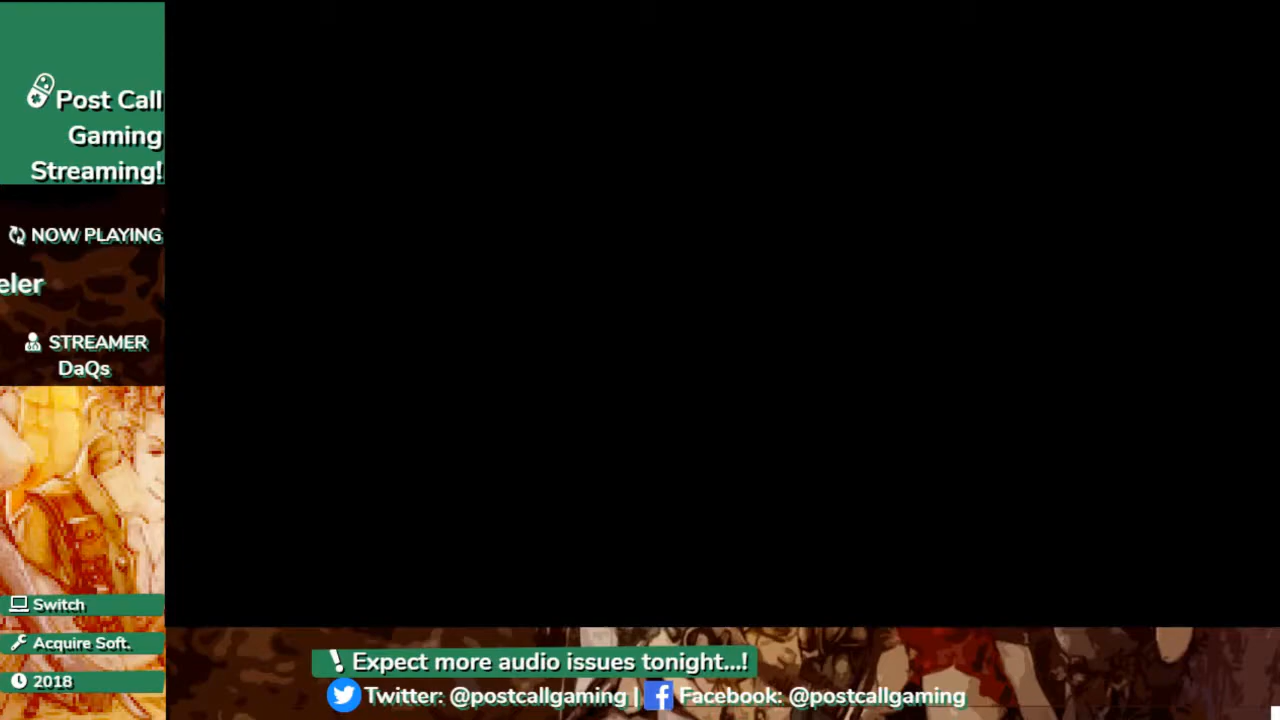 Post Call
Gaming
Streaming!
NOW PLAYING
eler
STREAMER
DaQs
Switch
Acquire Soft.
2018
Expect more audio issues tonight...!
Twitter: @postcallgaming | Facebook: @postcallgaming